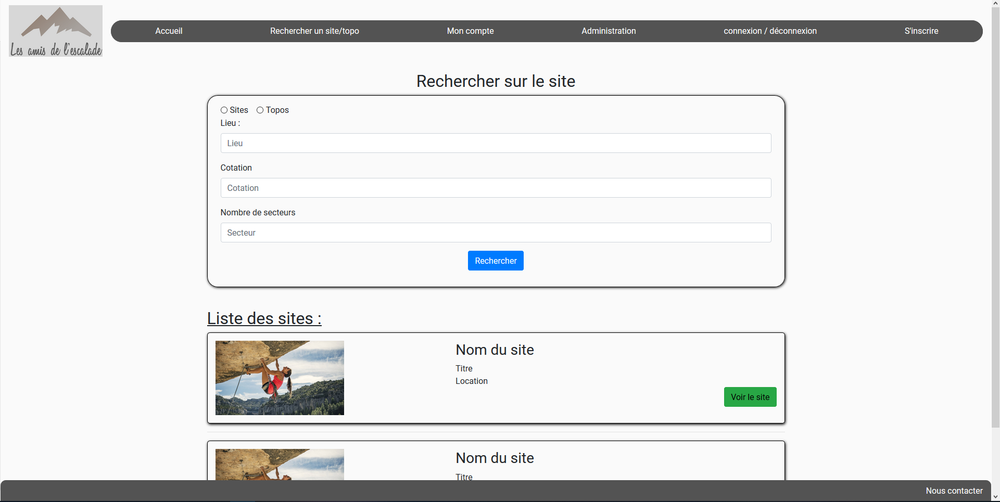 Les amis de l'escalade
Accueil
Rechercher un site/topo
Mon compte
Administration
connexion / déconnexion
S'inscrire
Rechercher sur le site
Sites Topos
Lieu :
Lieu
Cotation
Cotation
Nombre de secteurs
Secteur
Rechercher
Liste des sites :
Nom du site
Titre
Location
Voir le site
Nom du site
Titre
Nous contacter